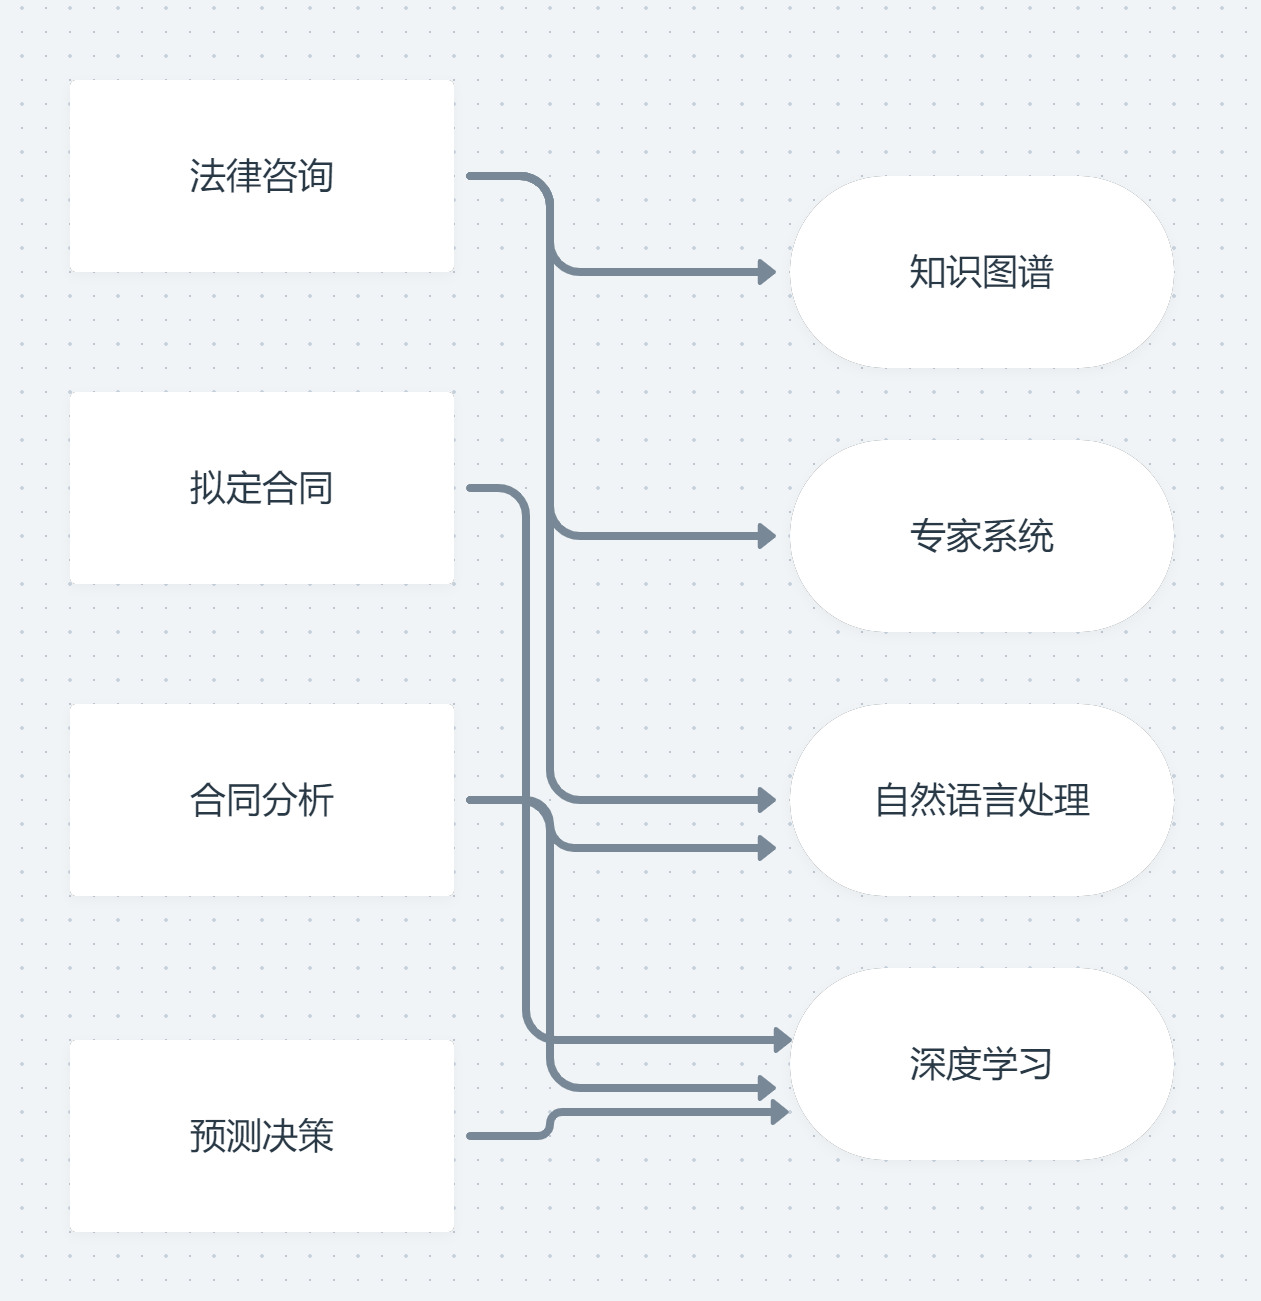 法律咨询
知识图谱
拟定合同
专家系统
合同分析
自然语言处理
预测决策
深度学习